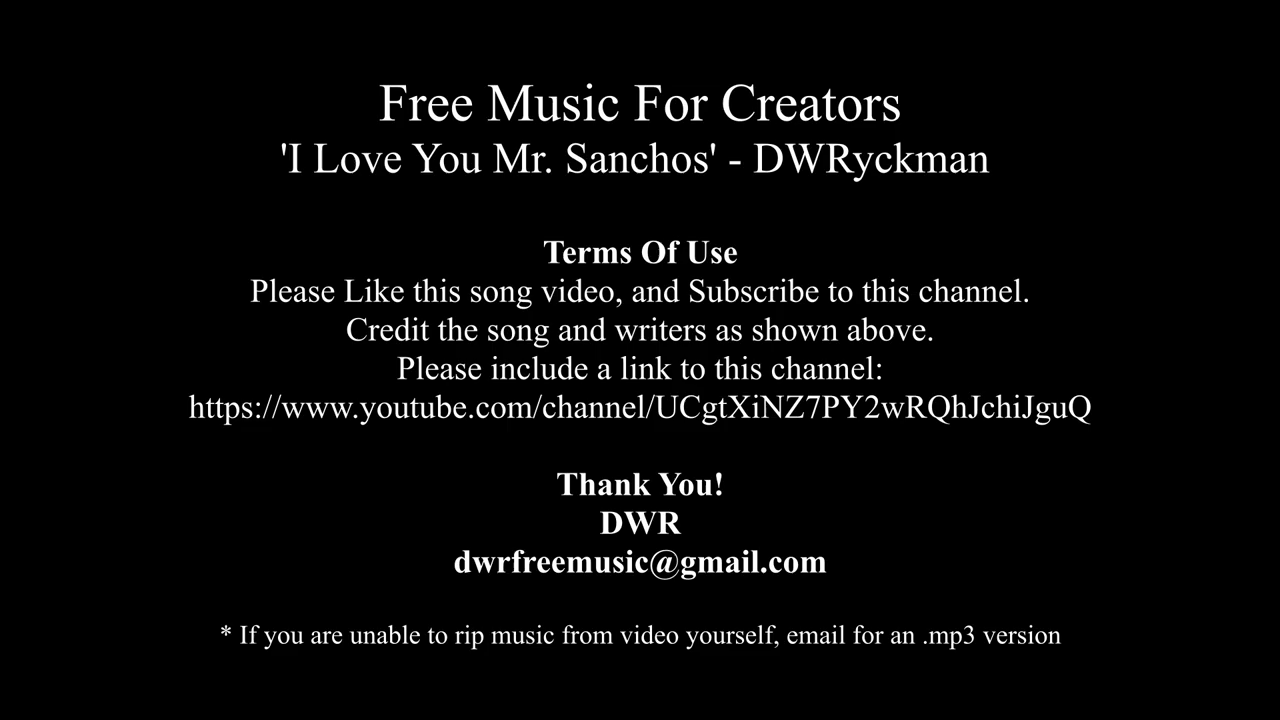 Free Music For Creators
'I Love You Mr. Sanchos' - DWRyckman
Terms Of Use
Please Like this song video, and Subscribe to this channel.
Credit the song and writers as shown above.
Please include a link to this channel:
https://www.youtube.com/channel/UCgtXiNZ7PY2wRQhJchiJguQ
Thank You!
DWR
dwrfreemusic@gmail.com
* If you are unable to rip music from video yourself, email for an .mp3 version